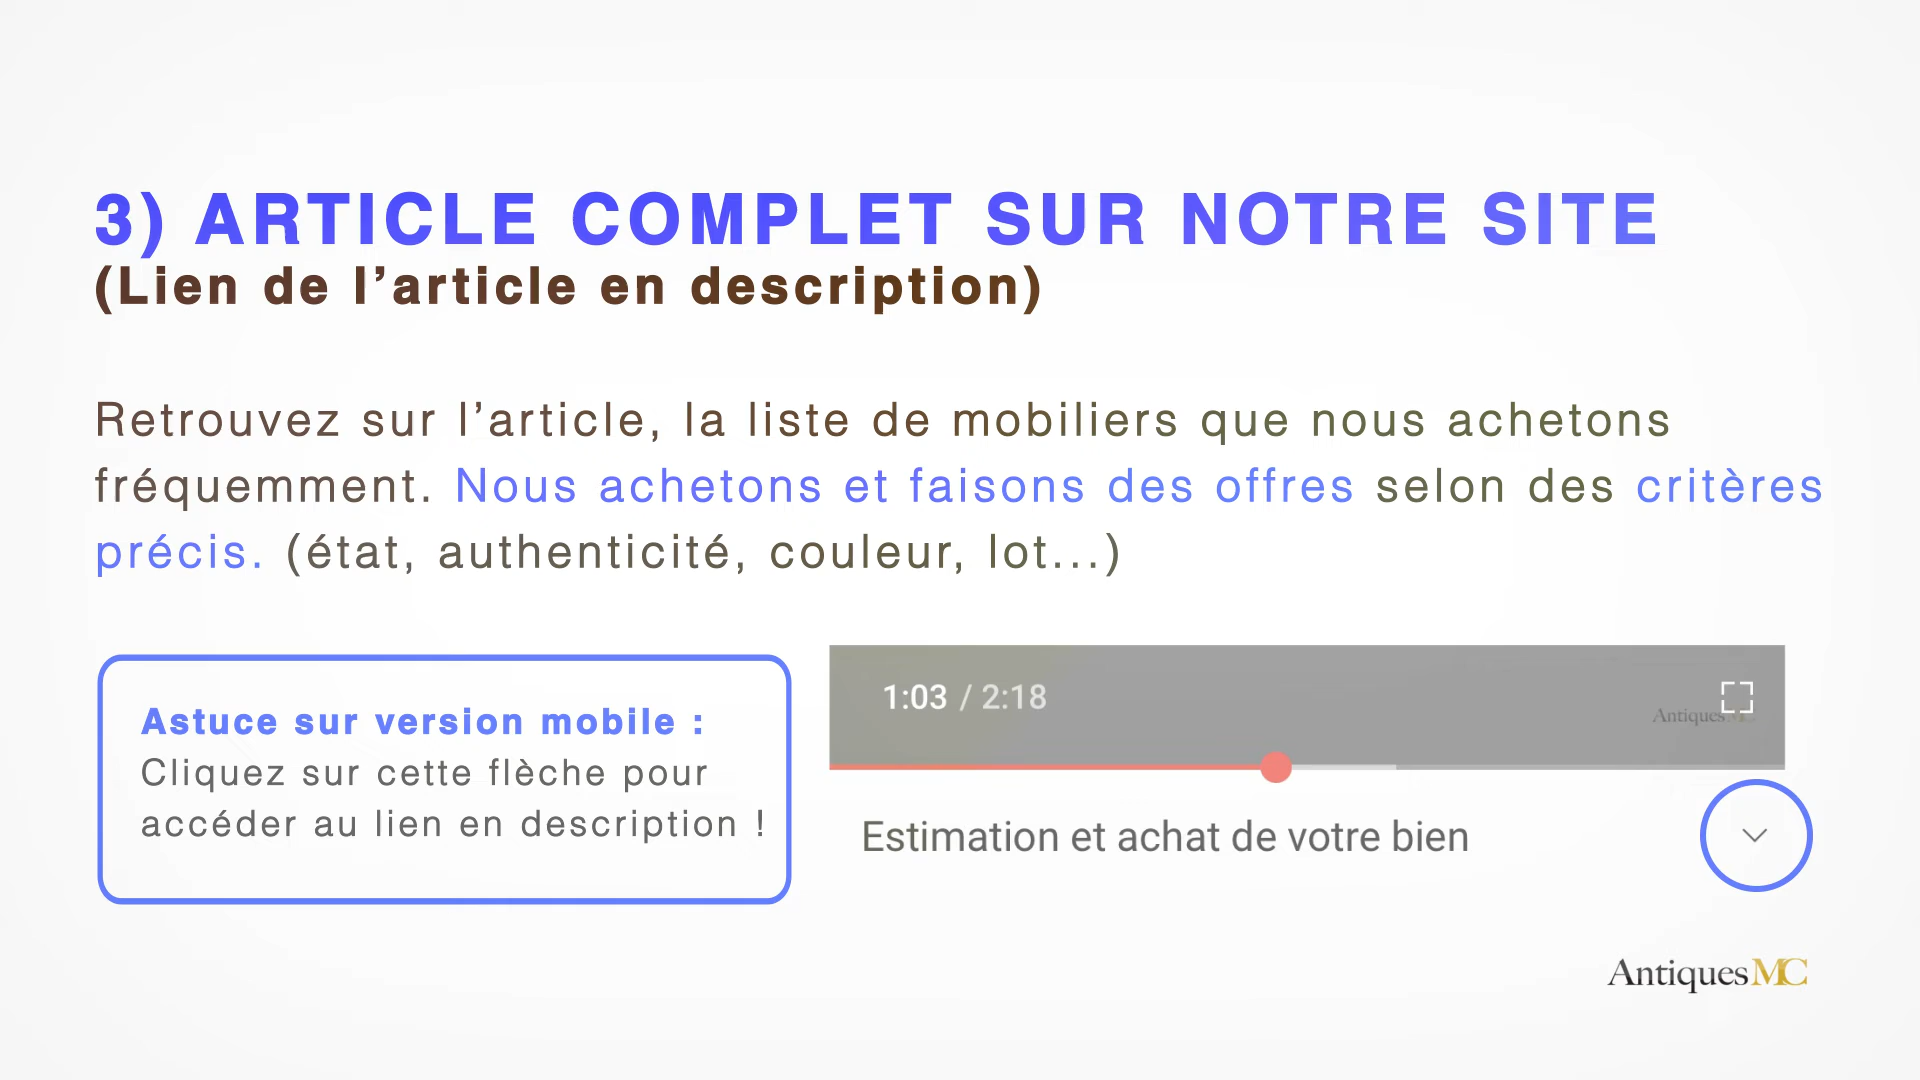 3) ARTICLE COMPLET SUR NOTRE SITE
(Lien de l’article en description)
Retrouvez sur l’article, la liste de mobiliers que nous achetons
fréquemment. Nous achetons et faisons des offres selon des critères
précis. (état, authenticité, couleur, lot...)
Astuce sur version mobile :
Cliquez sur cette flèche pour
accéder au lien en description !
1:03 / 2:18
AntiquesMC
Estimation et achat de votre bien
AntiquesMC